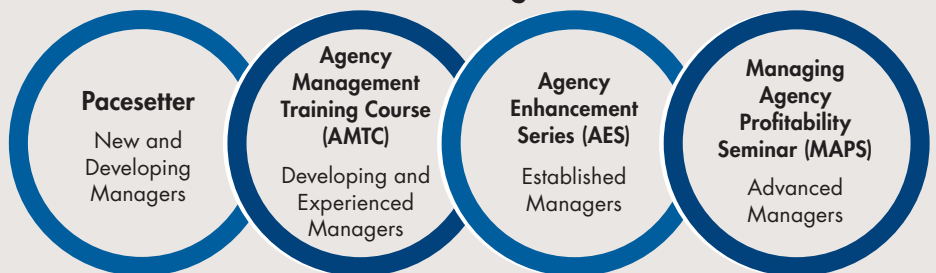 Pacesetter
New and
Developing
Managers
Agency
Management
Training Course
(AMTC)
Developing and
Experienced
Managers
Agency
Enhancement
Series (AES)
Established
Managers
Managing
Agency
Profitability
Seminar (MAPS)
Advanced
Managers